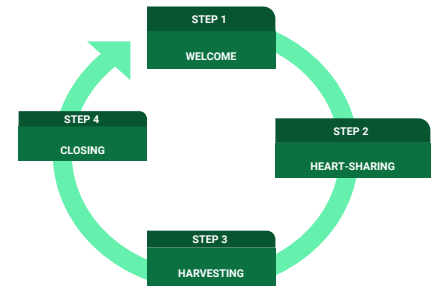 STEP 1
WELCOME
STEP 2
HEART-SHARING
STEP 3
HARVESTING
STEP 4
CLOSING